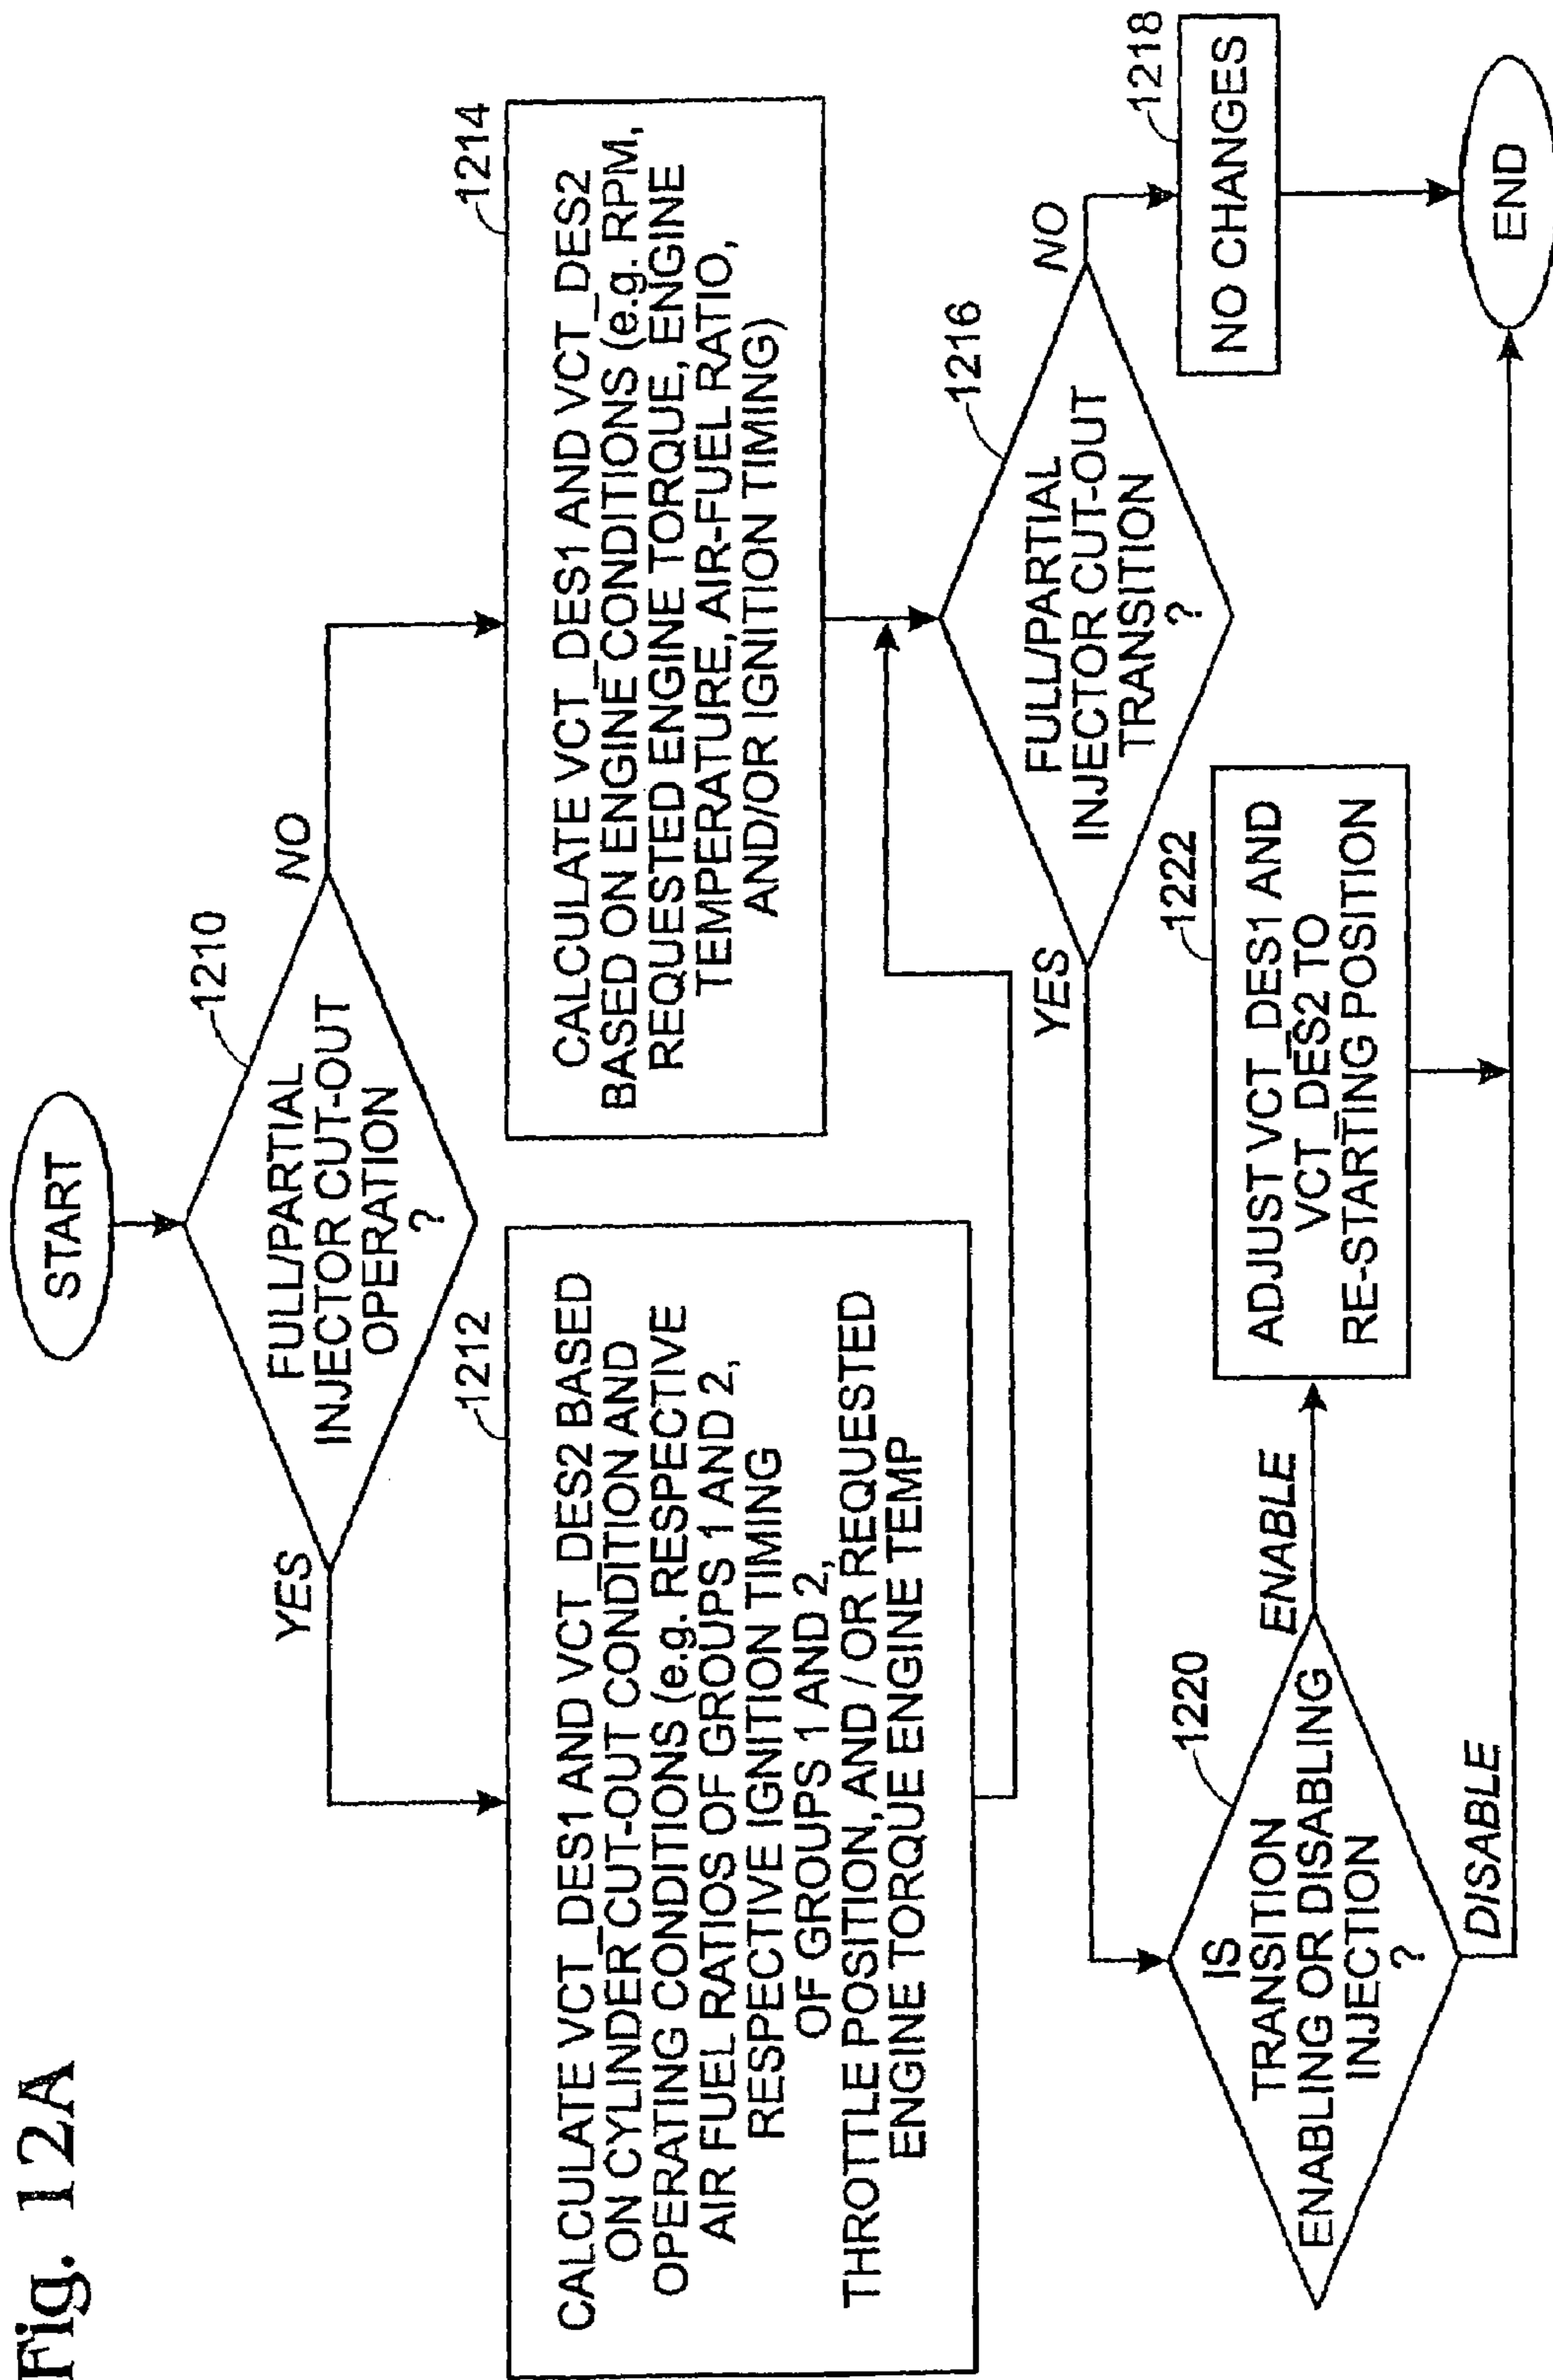 Fig. 12A
START
1210
FULL/PARTIAL
INJECTOR CUT-OUT
OPERATION
?
YES
NO
1212
CALCULATE VCT_DES1 AND VCT_DES2 BASED
ON CYLINDER CUT-OUT CONDITION AND
OPERATING CONDITIONS (e.g. RESPECTIVE
AIR FUEL RATIOS OF GROUPS 1 AND 2,
RESPECTIVE IGNITION TIMING
OF GROUPS 1 AND 2,
THROTTLE POSITION, AND / OR REQUESTED
ENGINE TORQUE ENGINE TEMP
1214
CALCULATE VCT_DES1 AND VCT_DES2
BASED ON ENGINE CONDITIONS (e.g. RPM,
REQUESTED ENGINE TORQUE, ENGINE
TEMPERATURE, AIR-FUEL RATIO,
AND/OR IGNITION TIMING)
1216
FULL/PARTIAL
INJECTOR CUT-OUT
TRANSITION
?
YES
NO
1218
NO CHANGES
1220
IS
TRANSITION
ENABLING OR DISABLING
INJECTION
?
ENABLE
DISABLE
1222
ADJUST VCT_DES1 AND
VCT_DES2 TO
RE-STARTING POSITION
END